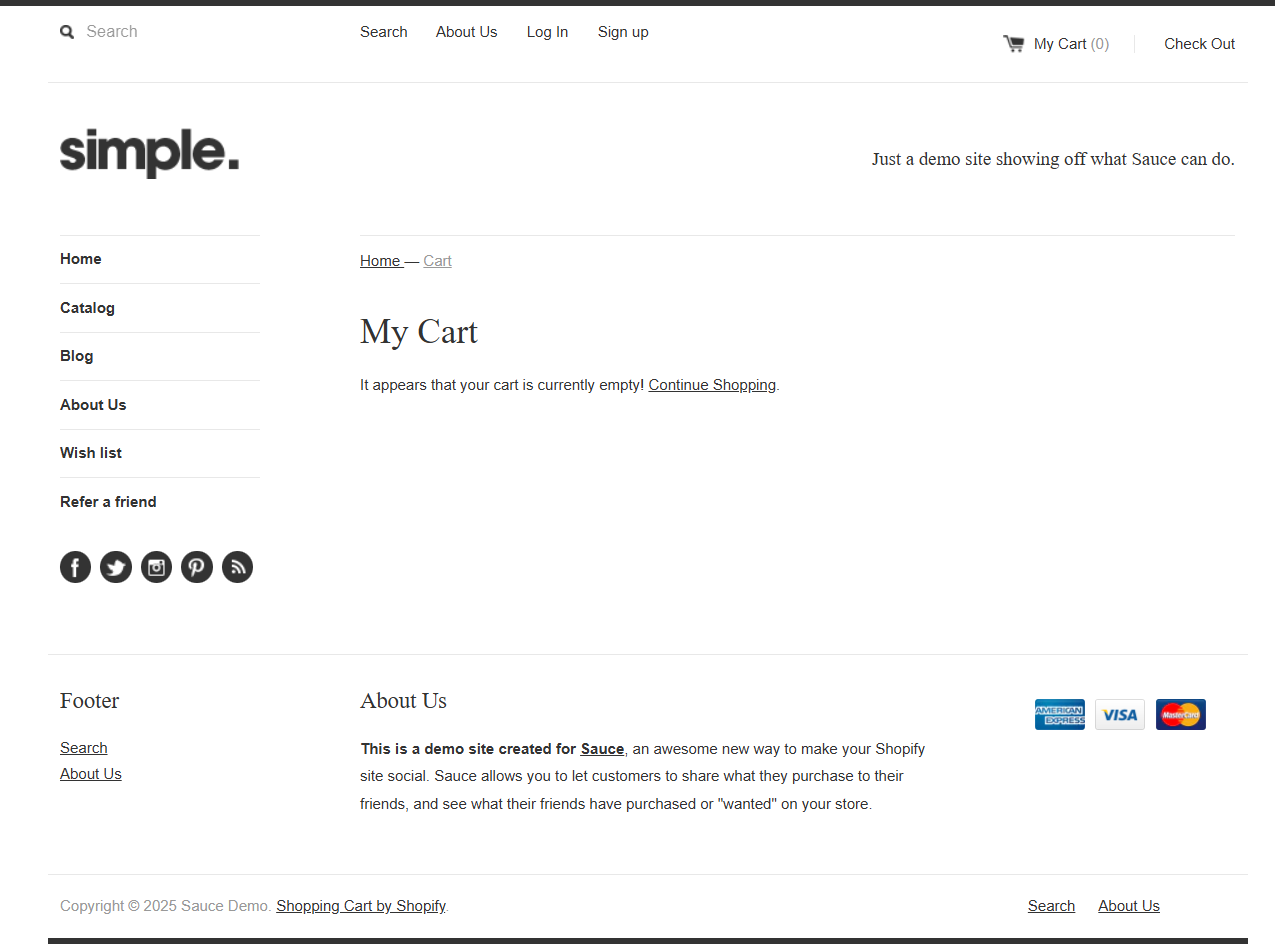 Search
Search About Us Log In Sign up
My Cart (0) Check Out
simple.
Just a demo site showing off what Sauce can do.
Home
Catalog
Blog
About Us
Wish list
Refer a friend
Home — Cart
My Cart
It appears that your cart is currently empty! Continue Shopping.
Footer
Search
About Us
About Us
This is a demo site created for Sauce, an awesome new way to make your Shopify
site social. Sauce allows you to let customers to share what they purchase to their
friends, and see what their friends have purchased or "wanted" on your store.
AMERICAN
EXPRESS
VISA
MasterCard
Copyright © 2025 Sauce Demo. Shopping Cart by Shopify.
Search About Us